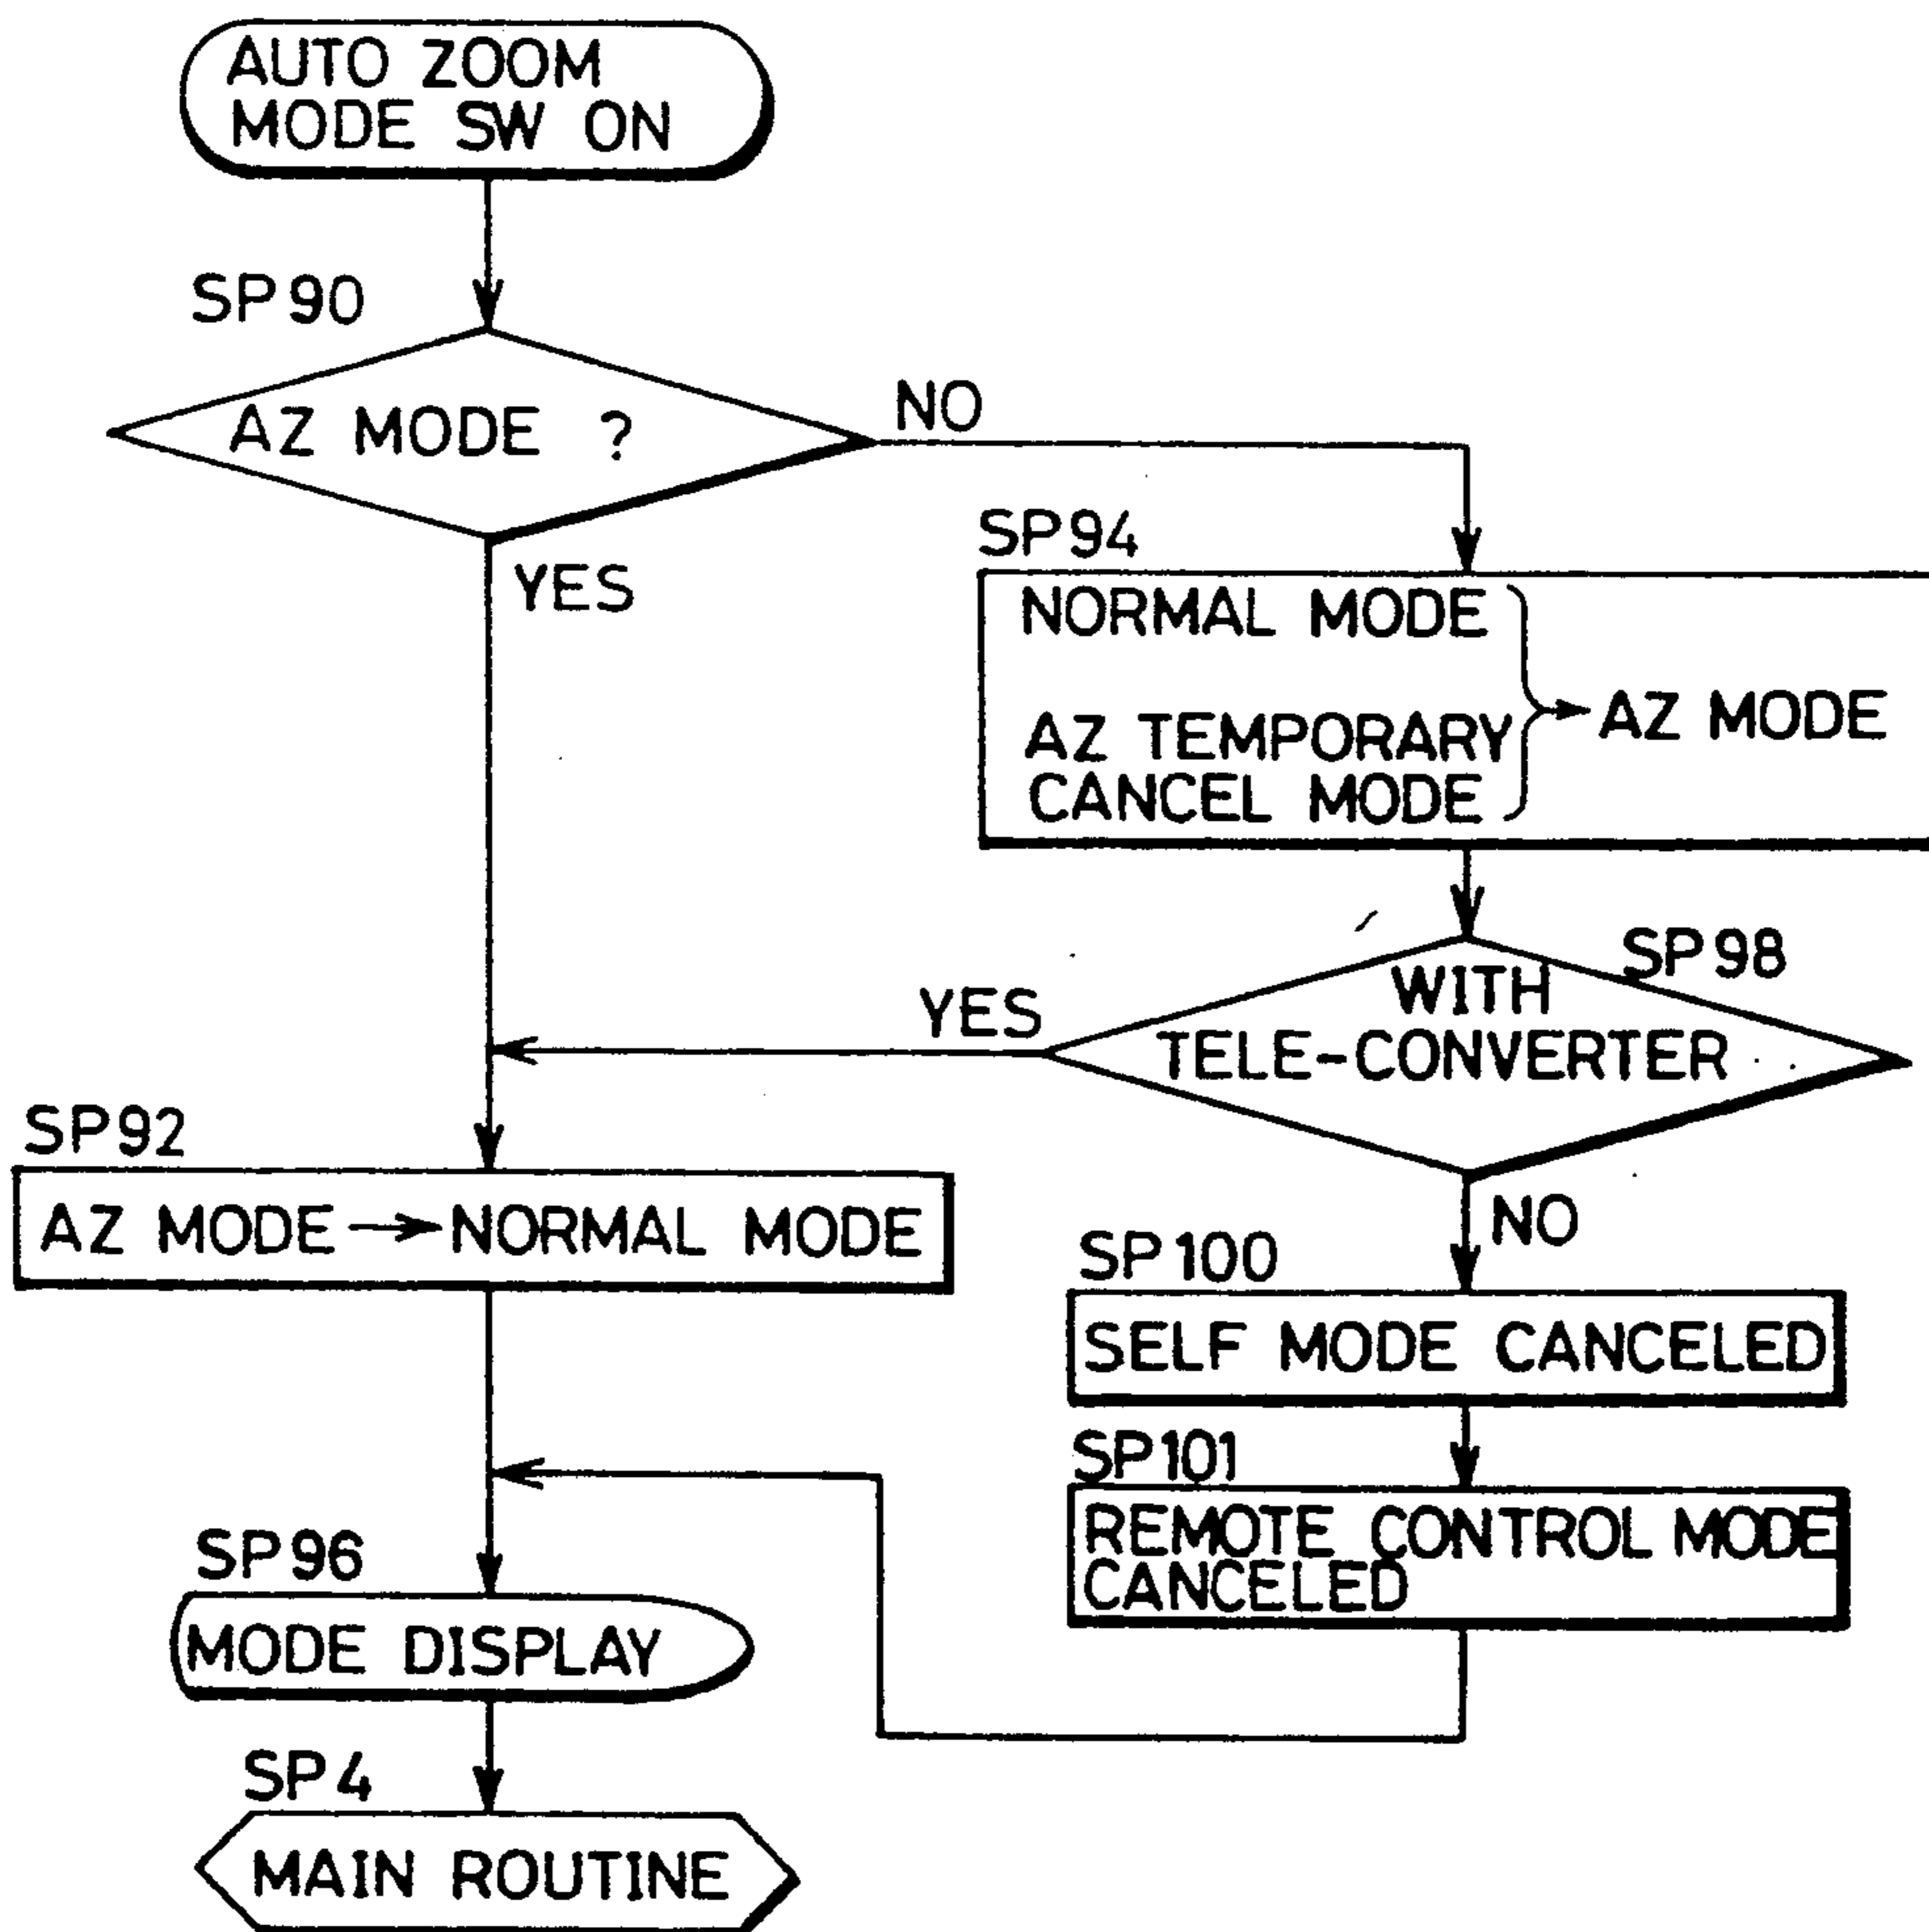 AUTO ZOOM
MODE SW ON
SP90
AZ MODE ?
NO
YES
SP94
NORMAL MODE
AZ TEMPORARY
CANCEL MODE
AZ MODE
SP98
WITH
TELE-CONVERTER
YES
NO
SP92
AZ MODE → NORMAL MODE
SP100
SELF MODE CANCELED
SP101
REMOTE CONTROL MODE
CANCELED
SP96
MODE DISPLAY
SP4
MAIN ROUTINE